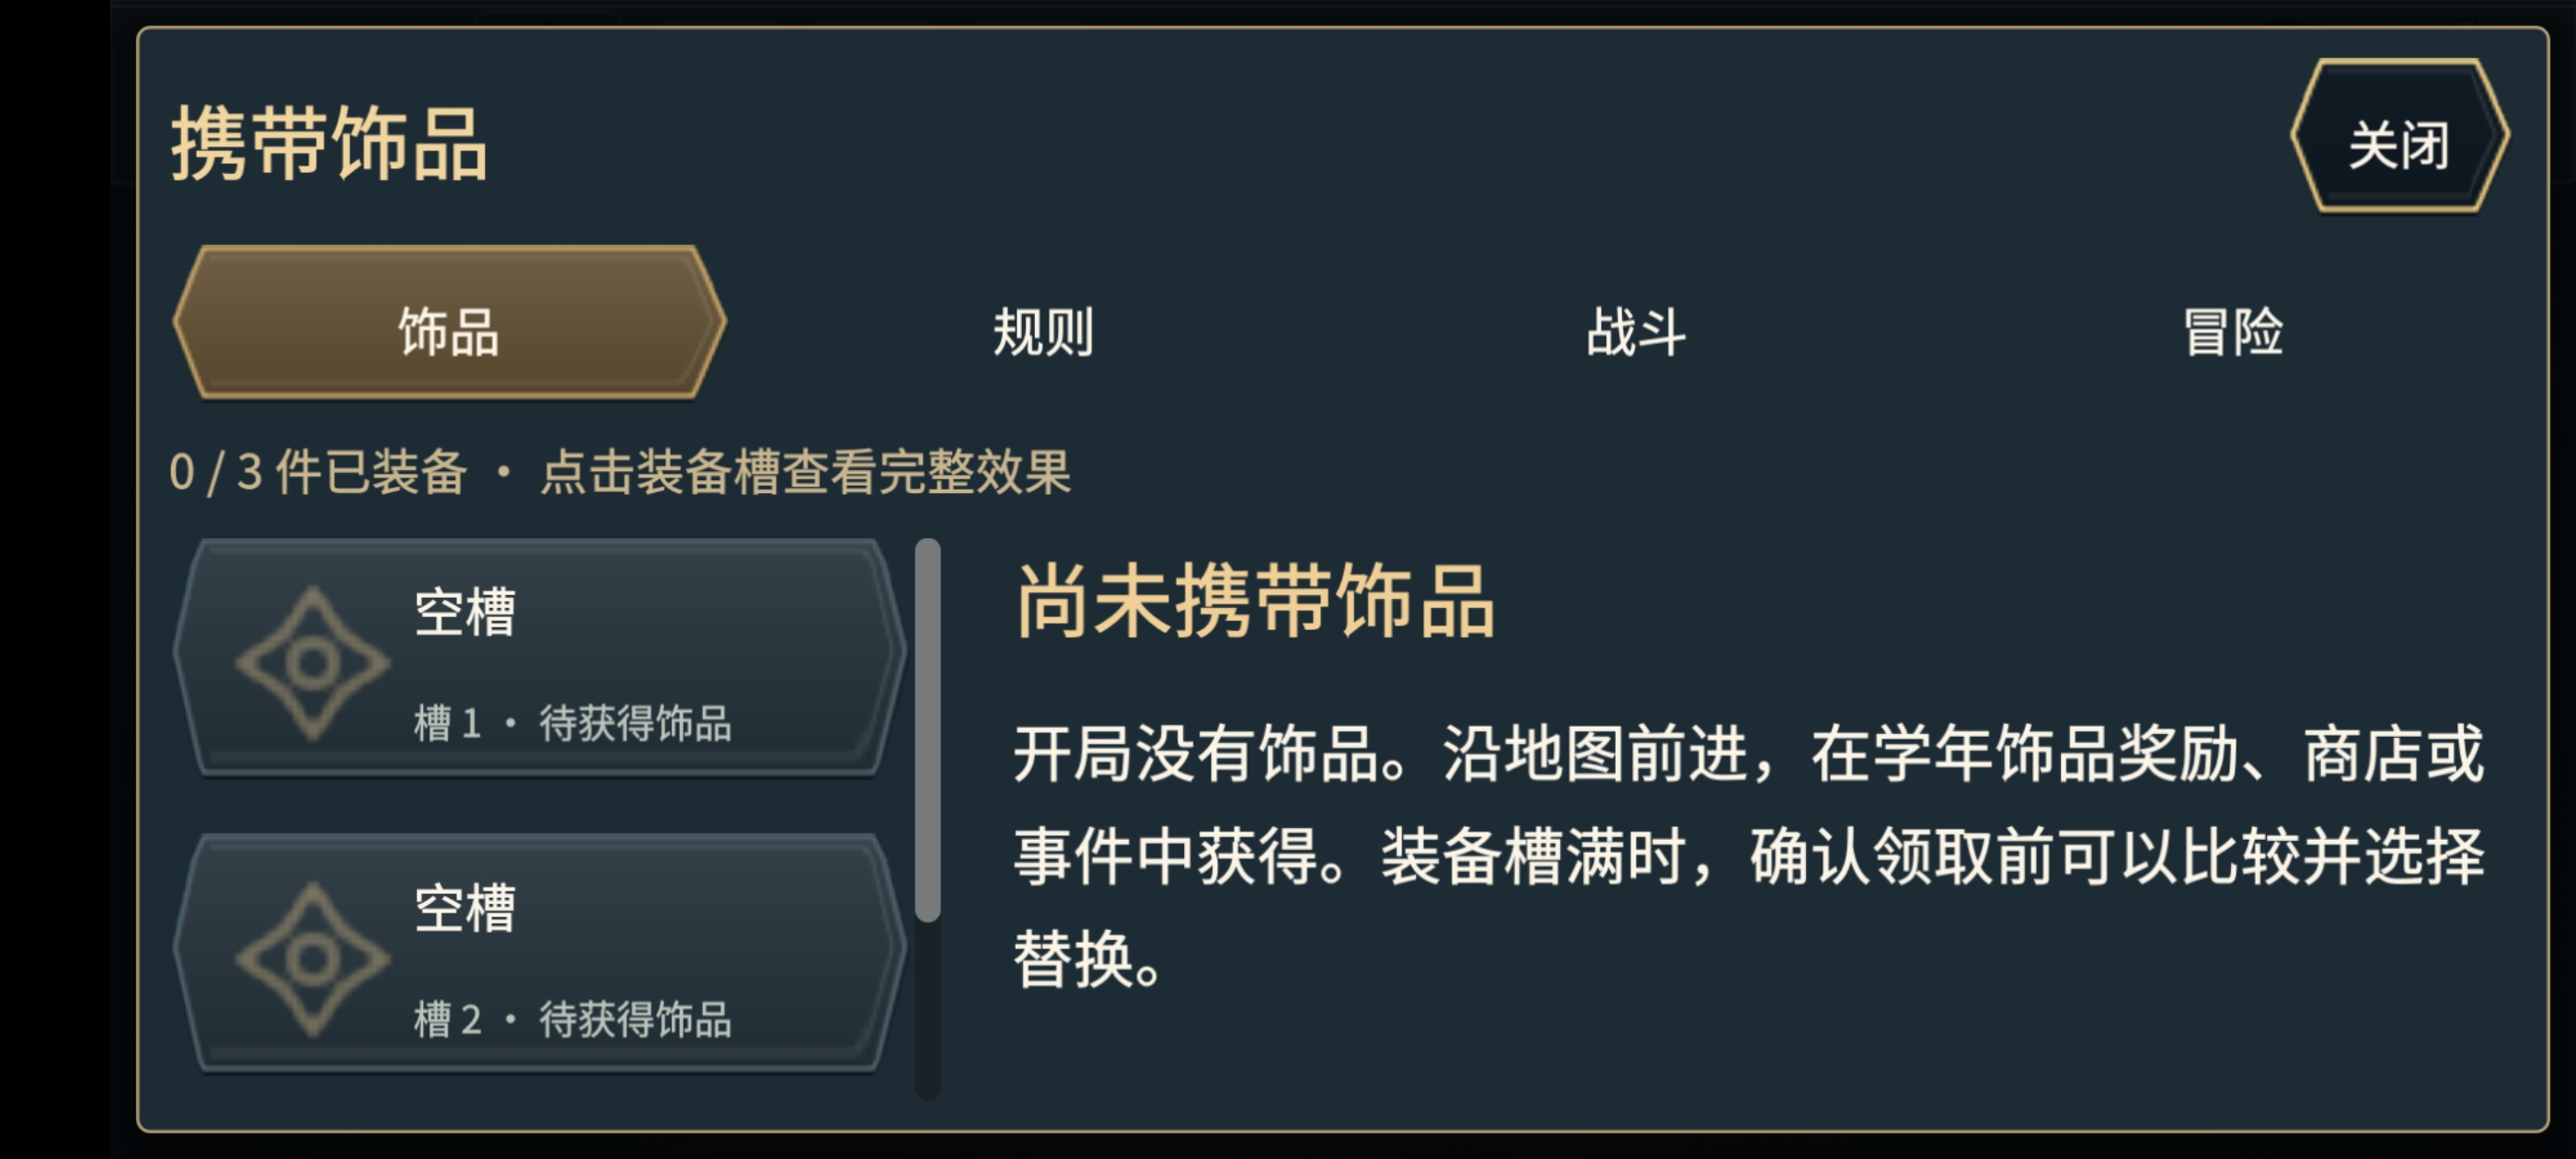 携带饰品
关闭
饰品
规则
战斗
冒险
0 / 3 件已装备 · 点击装备槽查看完整效果
空槽
槽 1 · 待获得饰品
空槽
槽 2 · 待获得饰品
尚未携带饰品
开局没有饰品。沿地图前进，在学年饰品奖励、商店或
事件中获得。装备槽满时，确认领取前可以比较并选择
替换。